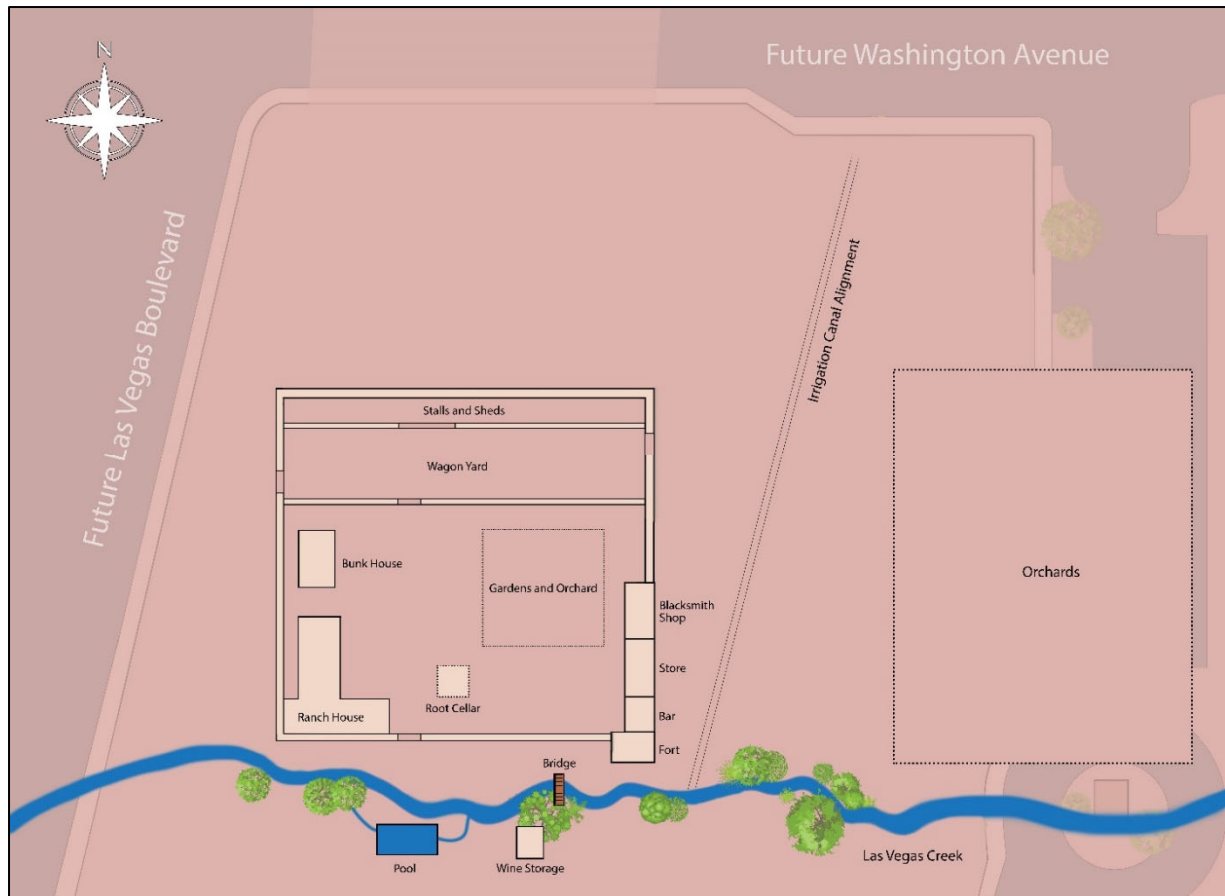 Future Washington Avenue
N
Future Las Vegas Boulevard
Irrigation Canal Alignment
Stalls and Sheds
Wagon Yard
Bunk House
Gardens and Orchard
Orchards
Blacksmith
Shop
Store
Root Cellar
Ranch House
Bar
Fort
Bridge
Pool
Wine Storage
Las Vegas Creek